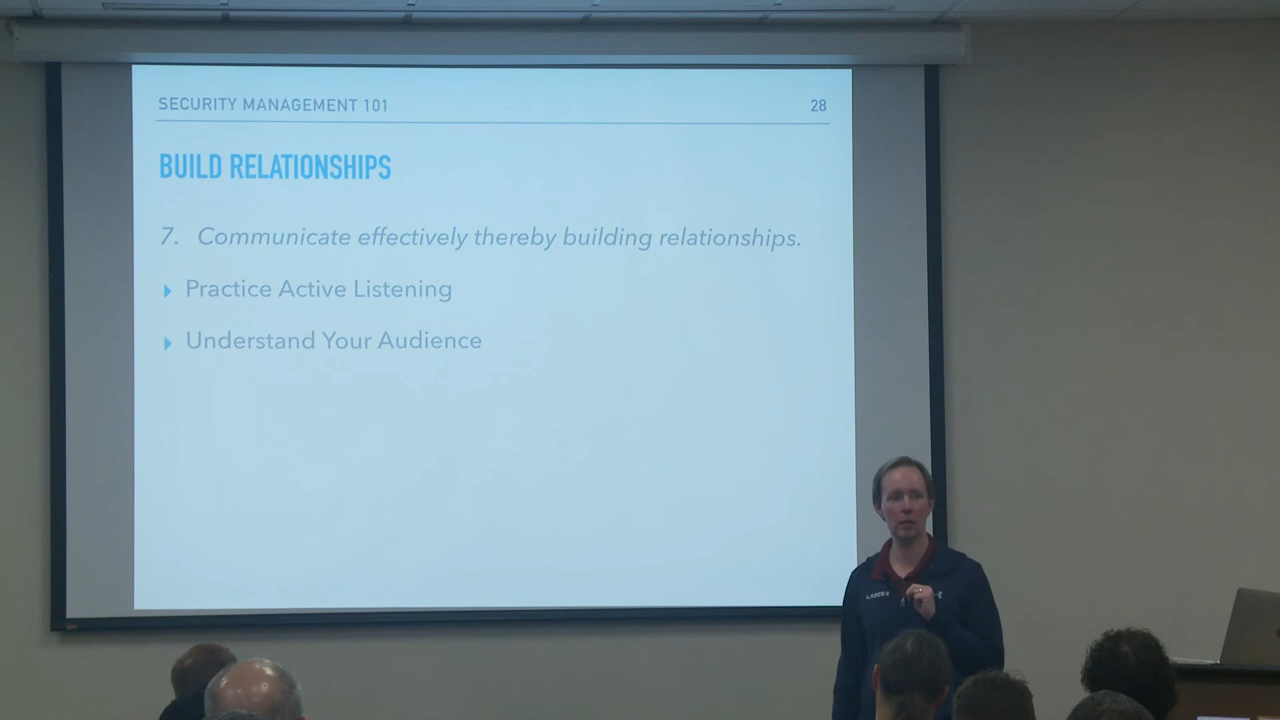 SECURITY MANAGEMENT 101
28
BUILD RELATIONSHIPS
7. Communicate effectively thereby building relationships.
Practice Active Listening
Understand Your Audience